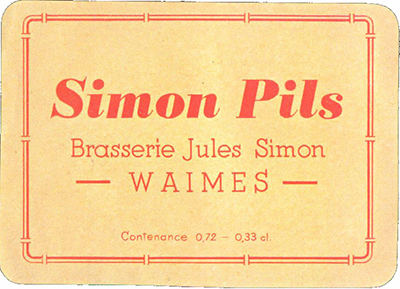 Simon Pils
Brasserie Jules Simon
— WAIMES —
Contenance 0,72 – 0,33 cl.